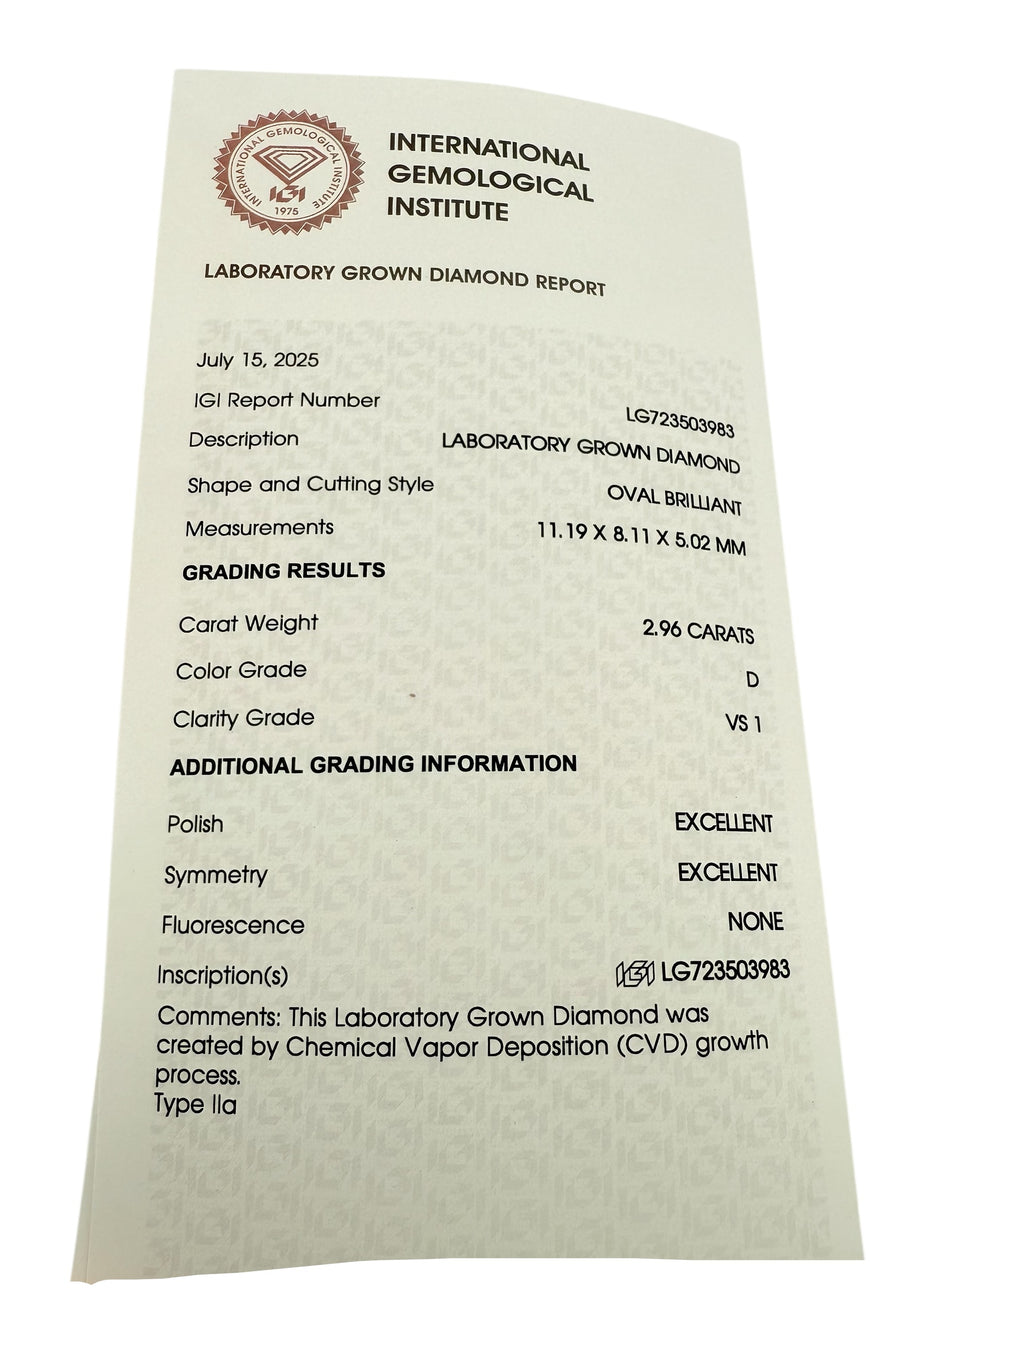 INTERNATIONAL GEMOLOGICAL INSTITUTE
IGI
1975
INTERNATIONAL
GEMOLOGICAL
INSTITUTE
LABORATORY GROWN DIAMOND REPORT
July 15, 2025
IGI Report Number LG723503983
Description LABORATORY GROWN DIAMOND
Shape and Cutting Style OVAL BRILLIANT
Measurements 11.19 X 8.11 X 5.02 MM
GRADING RESULTS
Carat Weight 2.96 CARATS
Color Grade D
Clarity Grade VS 1
ADDITIONAL GRADING INFORMATION
Polish EXCELLENT
Symmetry EXCELLENT
Fluorescence NONE
Inscription(s) IGI LG723503983
Comments: This Laboratory Grown Diamond was
created by Chemical Vapor Deposition (CVD) growth
process.
Type IIa